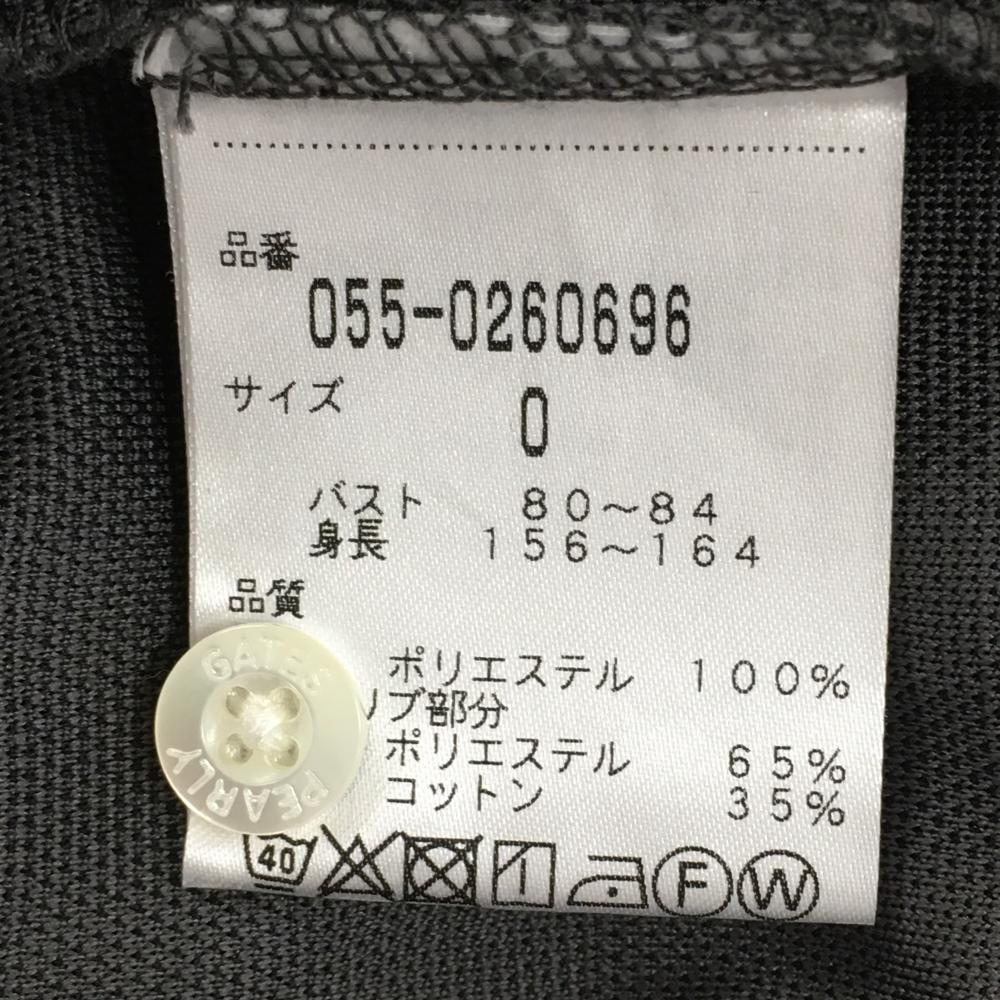 品番
055-0260696
サイズ
0
バスト 80~84
身長 156~164
品質
ポリエステル 100%
リブ部分
ポリエステル 65%
コットン 35%
GATES
PEARLY
40
F W